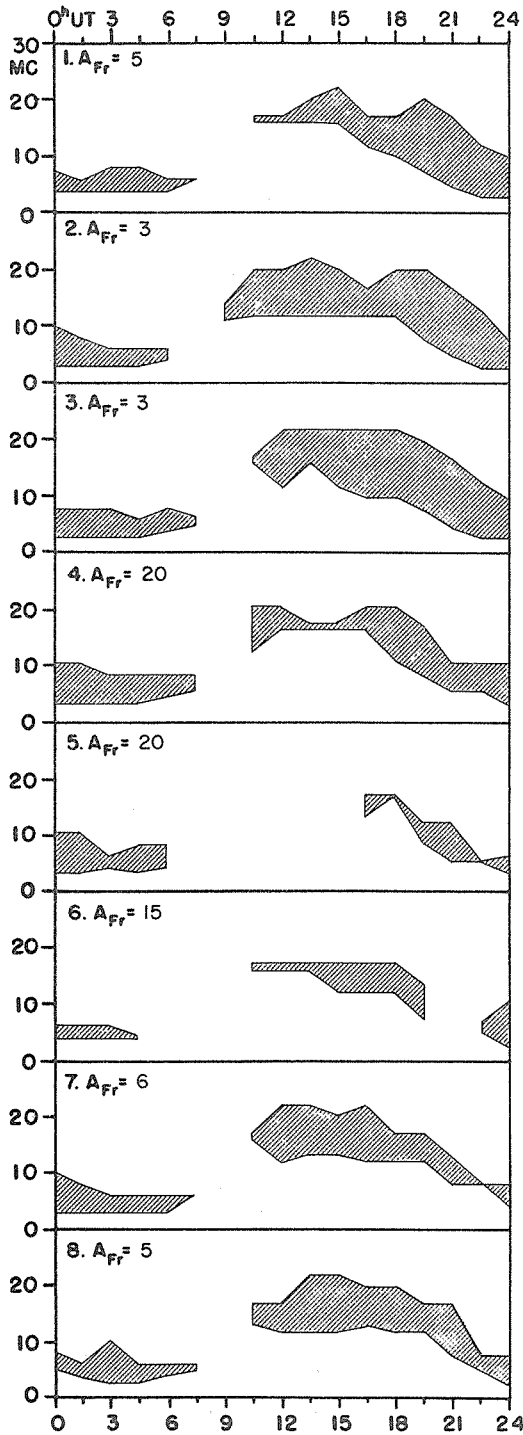 0ʰUT 3 6 9 12 15 18 21 24
30
MC
1. A_Fr = 5
20
10
0
2. A_Fr = 3
20
10
0
3. A_Fr = 3
20
10
0
4. A_Fr = 20
20
10
0
5. A_Fr = 20
20
10
0
6. A_Fr = 15
20
10
0
7. A_Fr = 6
20
10
0
8. A_Fr = 5
20
10
0
0 3 6 9 12 15 18 21 24